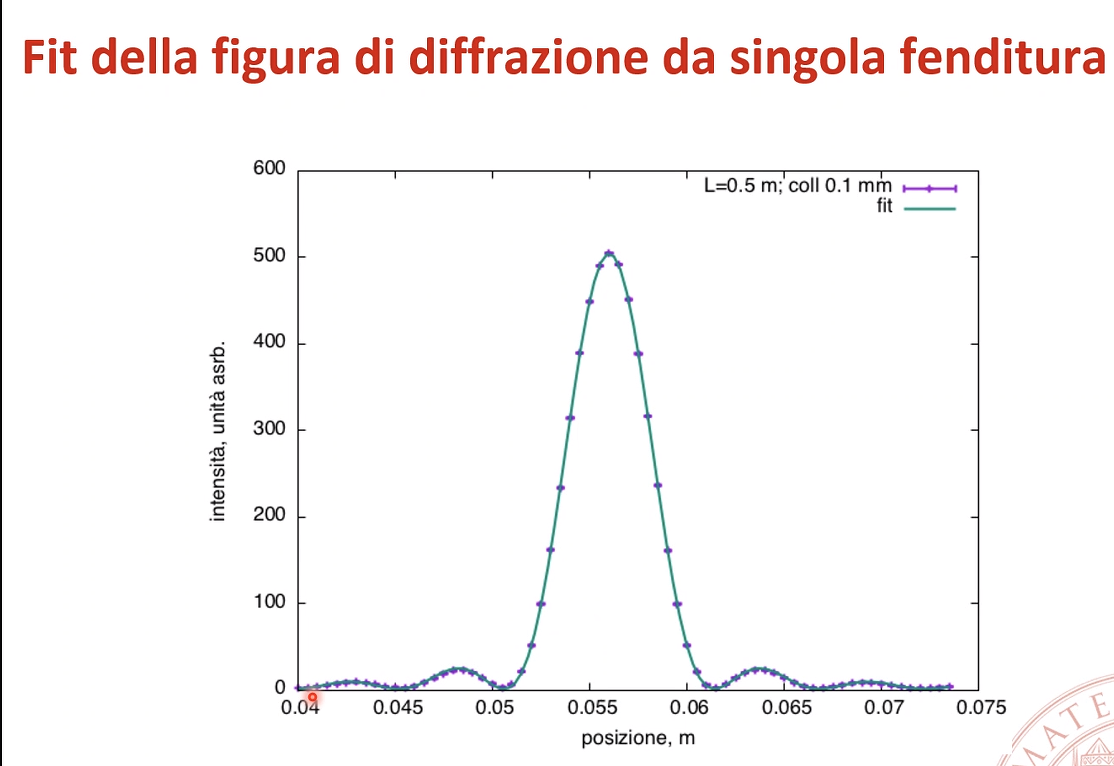 Fit della figura di diffrazione da singola fenditura
600
500
400
300
200
100
0
intensità, unità asrb.
L=0.5 m; coll 0.1 mm
fit
0.04 0.045 0.05 0.055 0.06 0.065 0.07 0.075
posizione, m
MATE